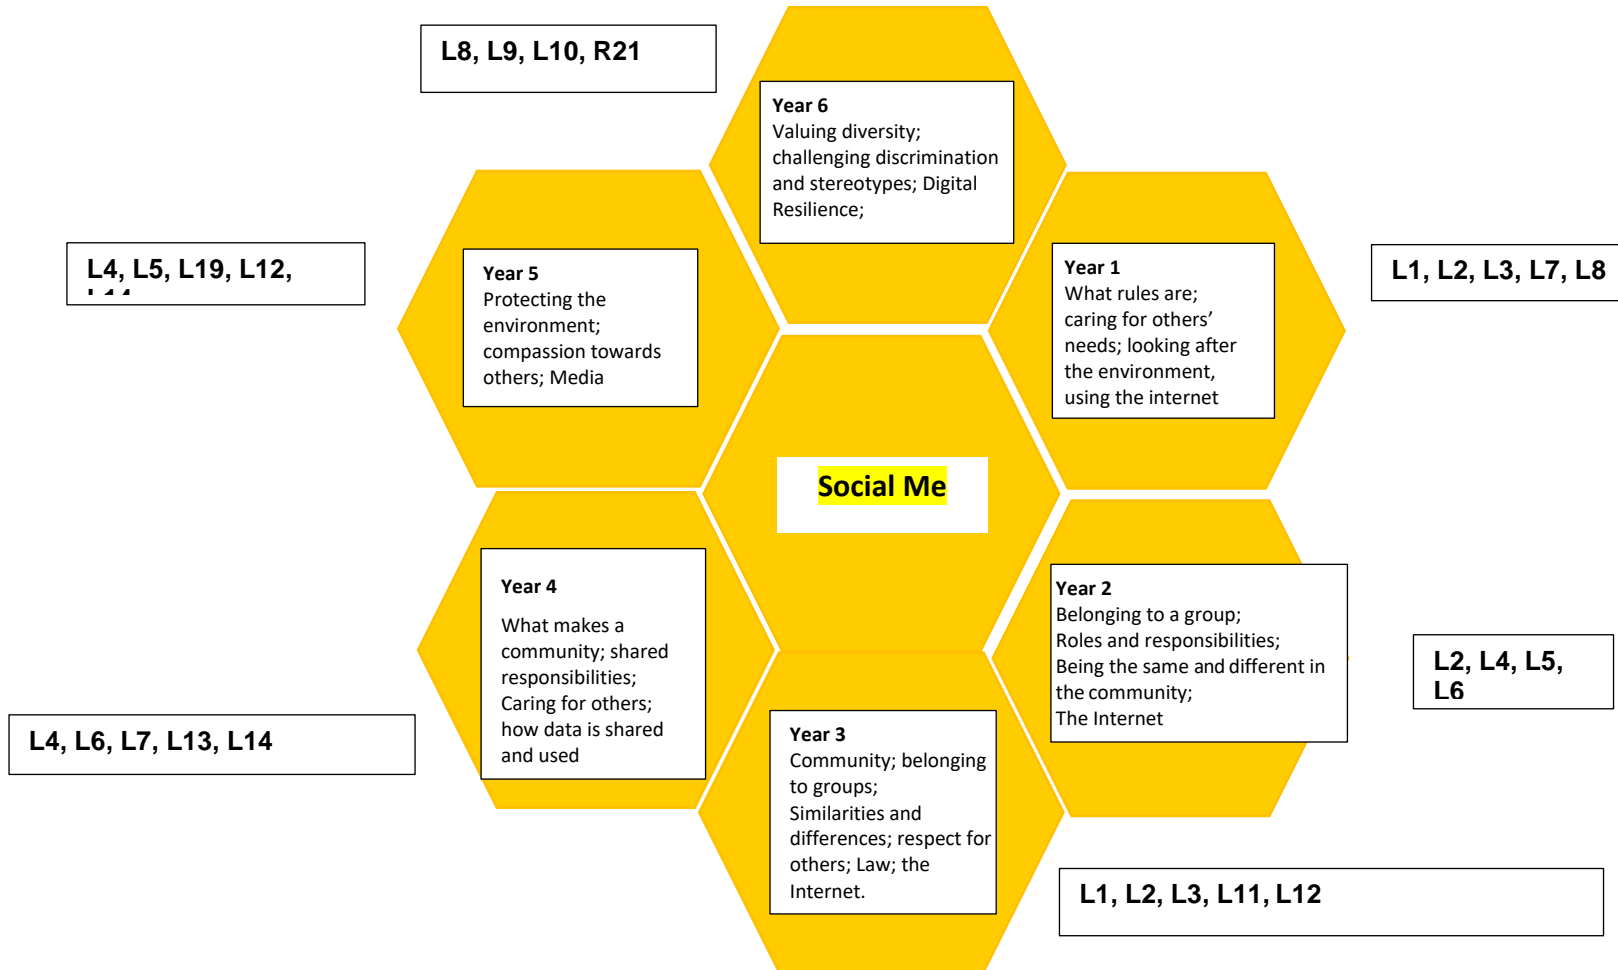 L8, L9, L10, R21
Year 6
Valuing diversity;
challenging discrimination
and stereotypes; Digital
Resilience;
L4, L5, L19, L12,
Year 5
Protecting the
environment;
compassion towards
others; Media
Year 1
What rules are;
caring for others’
needs; looking after
the environment,
using the internet
L1, L2, L3, L7, L8
Social Me
Year 4
What makes a
community; shared
responsibilities;
Caring for others;
how data is shared
and used
L4, L6, L7, L13, L14
Year 2
Belonging to a group;
Roles and responsibilities;
Being the same and different in
the community;
The Internet
L2, L4, L5,
L6
Year 3
Community; belonging
to groups;
Similarities and
differences; respect for
others; Law; the
Internet.
L1, L2, L3, L11, L12